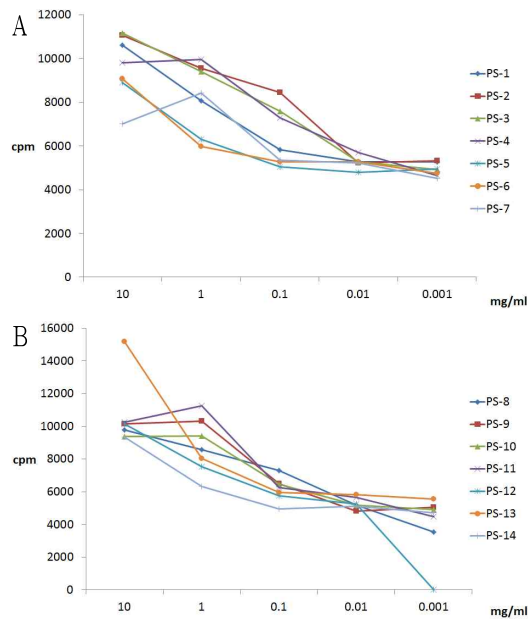 A
12000
10000
8000
cpm
6000
4000
2000
0
10 1 0.1 0.01 0.001
mg/ml
PS-1
PS-2
PS-3
PS-4
PS-5
PS-6
PS-7
B
16000
14000
12000
10000
cpm
8000
6000
4000
2000
0
10 1 0.1 0.01 0.001
mg/ml
PS-8
PS-9
PS-10
PS-11
PS-12
PS-13
PS-14